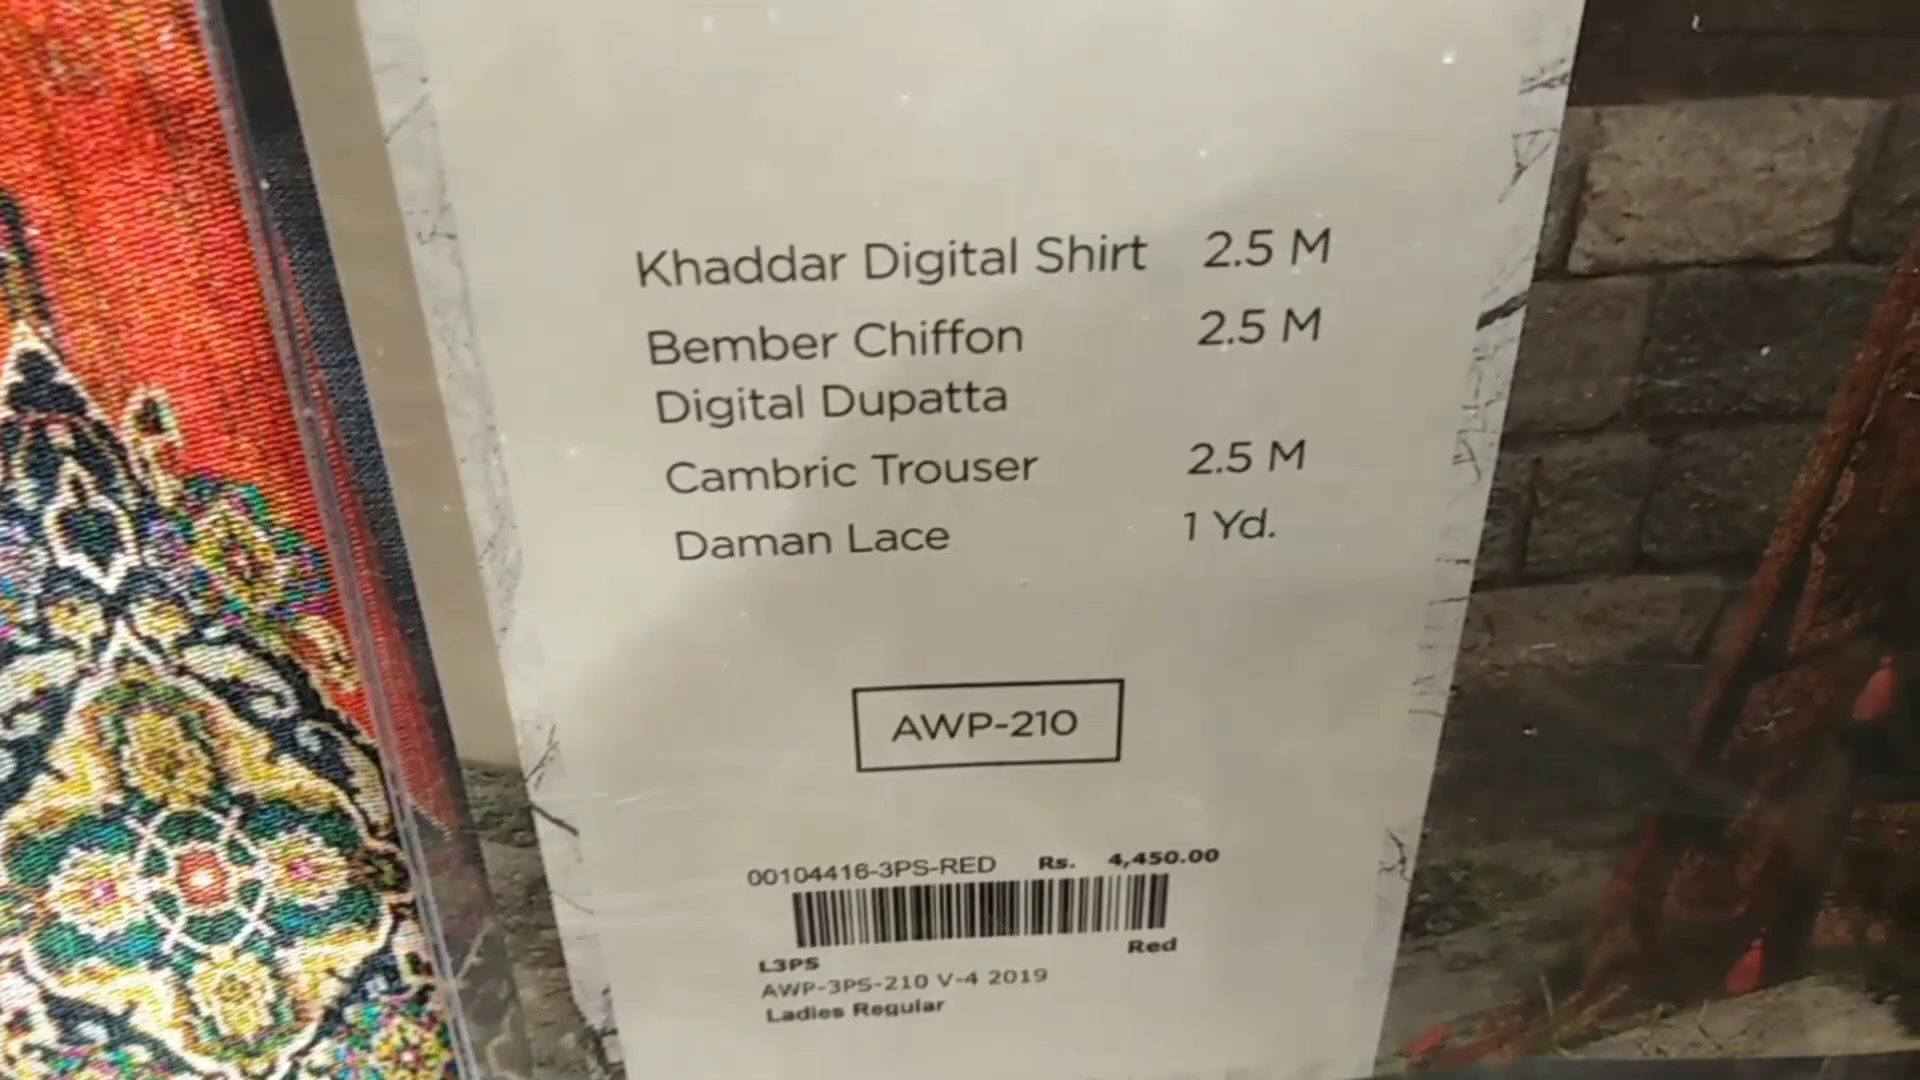 Khaddar Digital Shirt 2.5 M
Bember Chiffon 2.5 M
Digital Dupatta
Cambric Trouser 2.5 M
Daman Lace 1 Yd.
AWP-210
00104416-3PS-RED Rs. 4,450.00
L3PS Red
AWP-3PS-210 V-4 2019
Ladies Regular